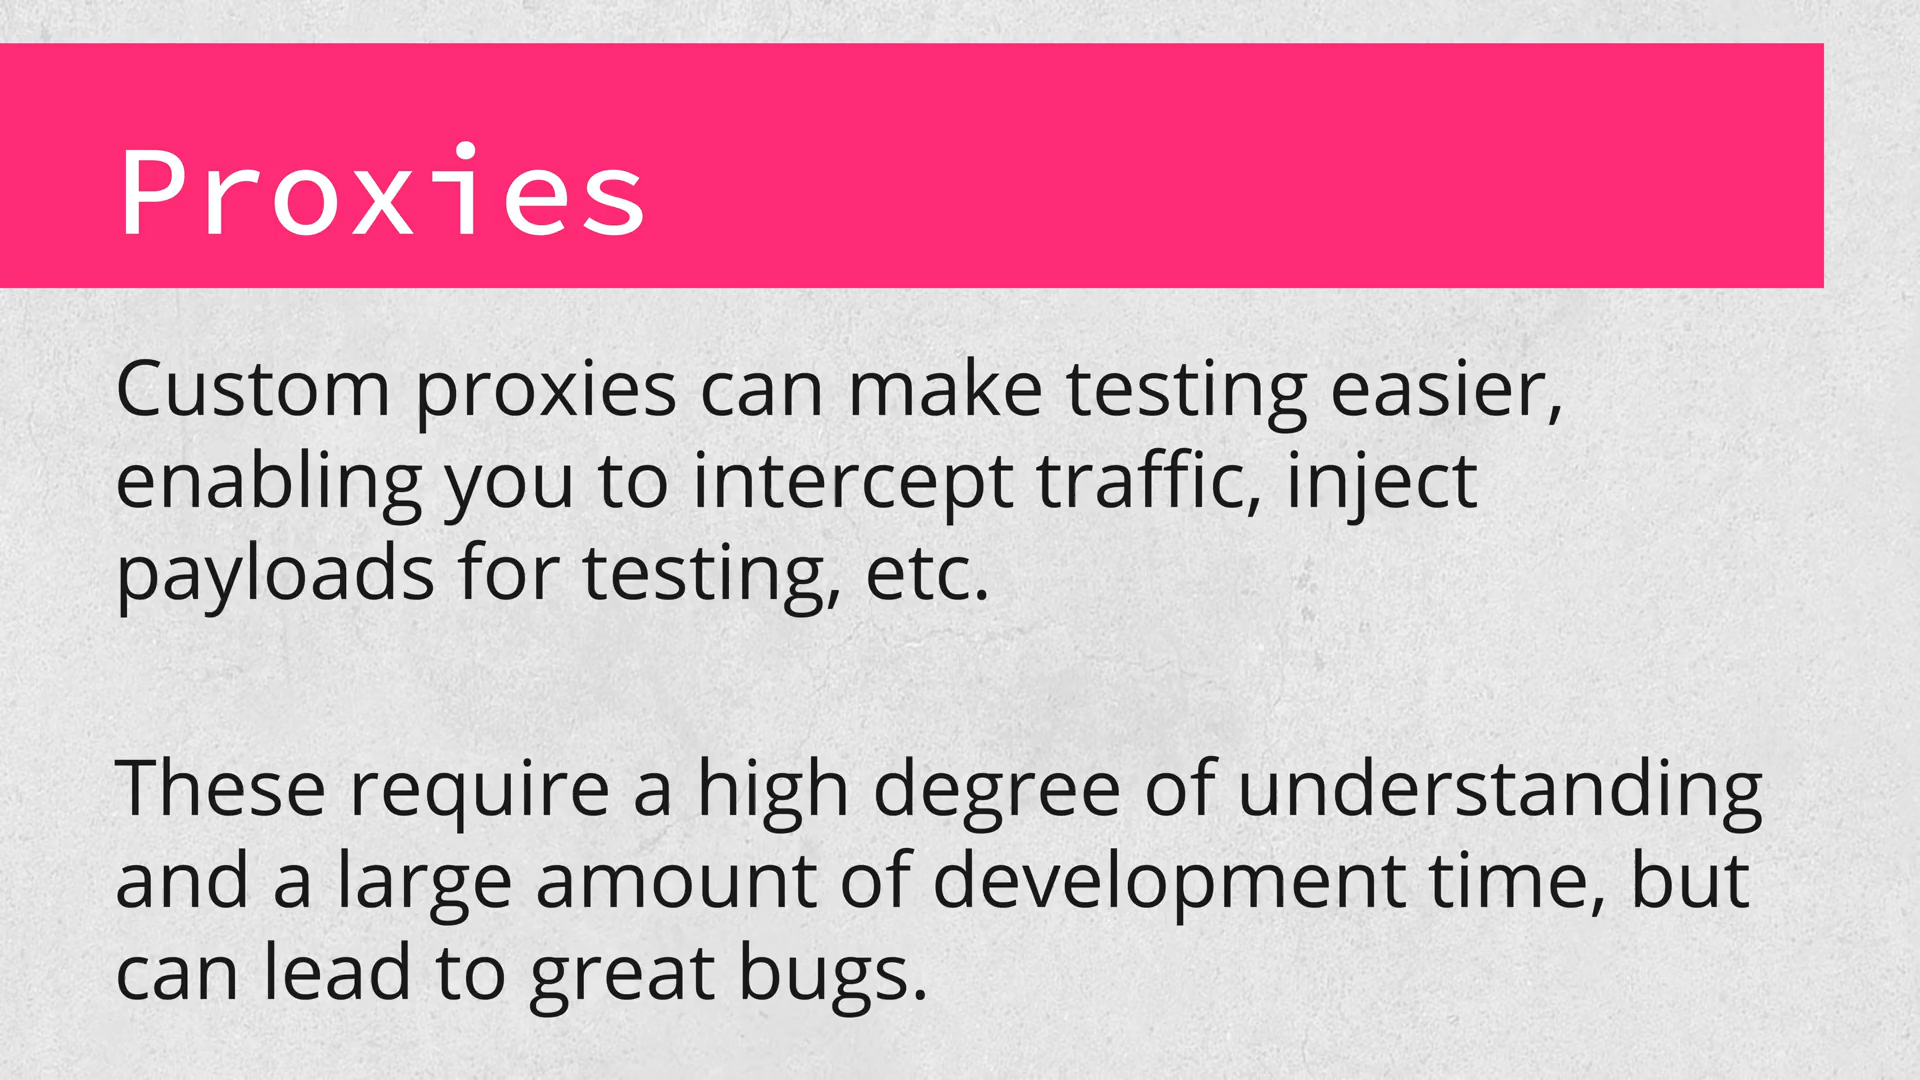 Proxies
Custom proxies can make testing easier,
enabling you to intercept traffic, inject
payloads for testing, etc.
These require a high degree of understanding
and a large amount of development time, but
can lead to great bugs.